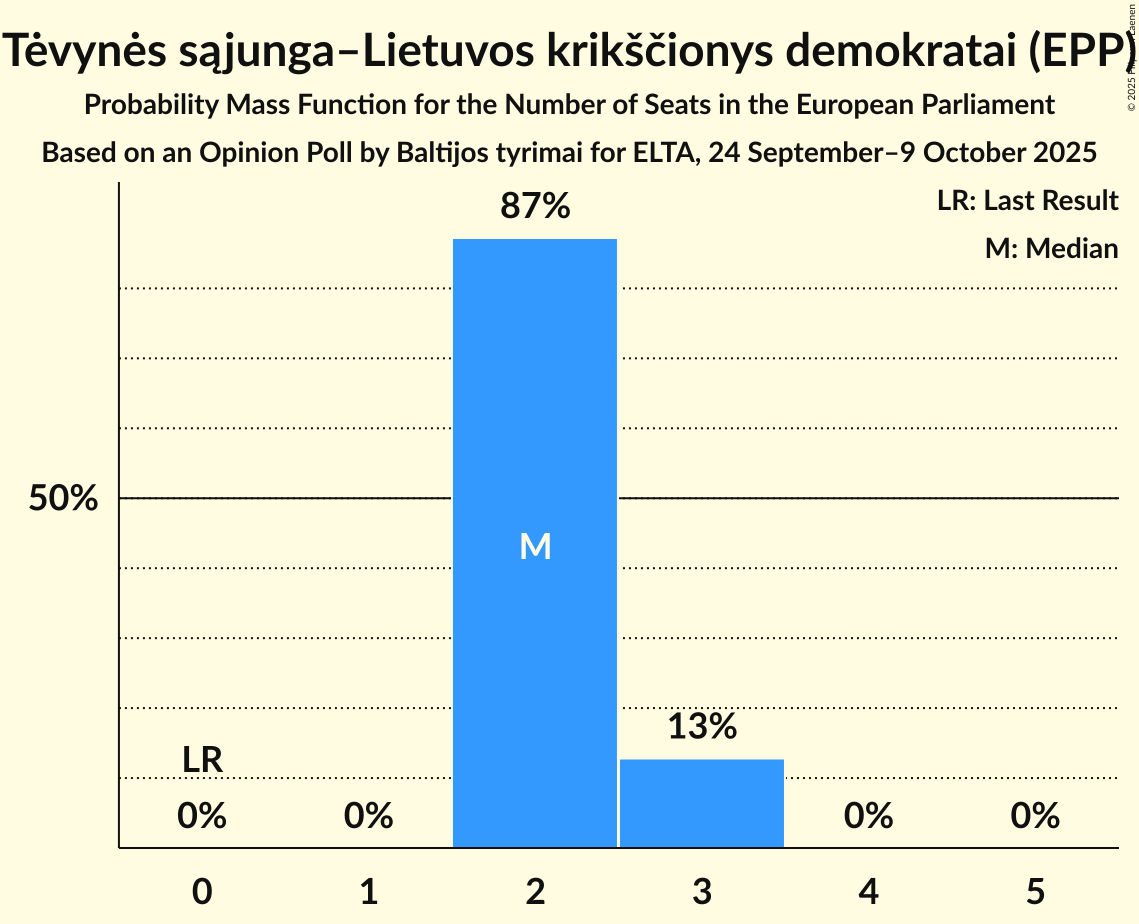 Tėvynės sąjunga–Lietuvos krikščionys demokratai (EPP)
Probability Mass Function for the Number of Seats in the European Parliament
Based on an Opinion Poll by Baltijos tyrimai for ELTA, 24 September–9 October 2025
© 2025 Laenen
LR: Last Result
M: Median
87%
50%
M
13%
LR
0% 0% 0% 0%
0 1 2 3 4 5